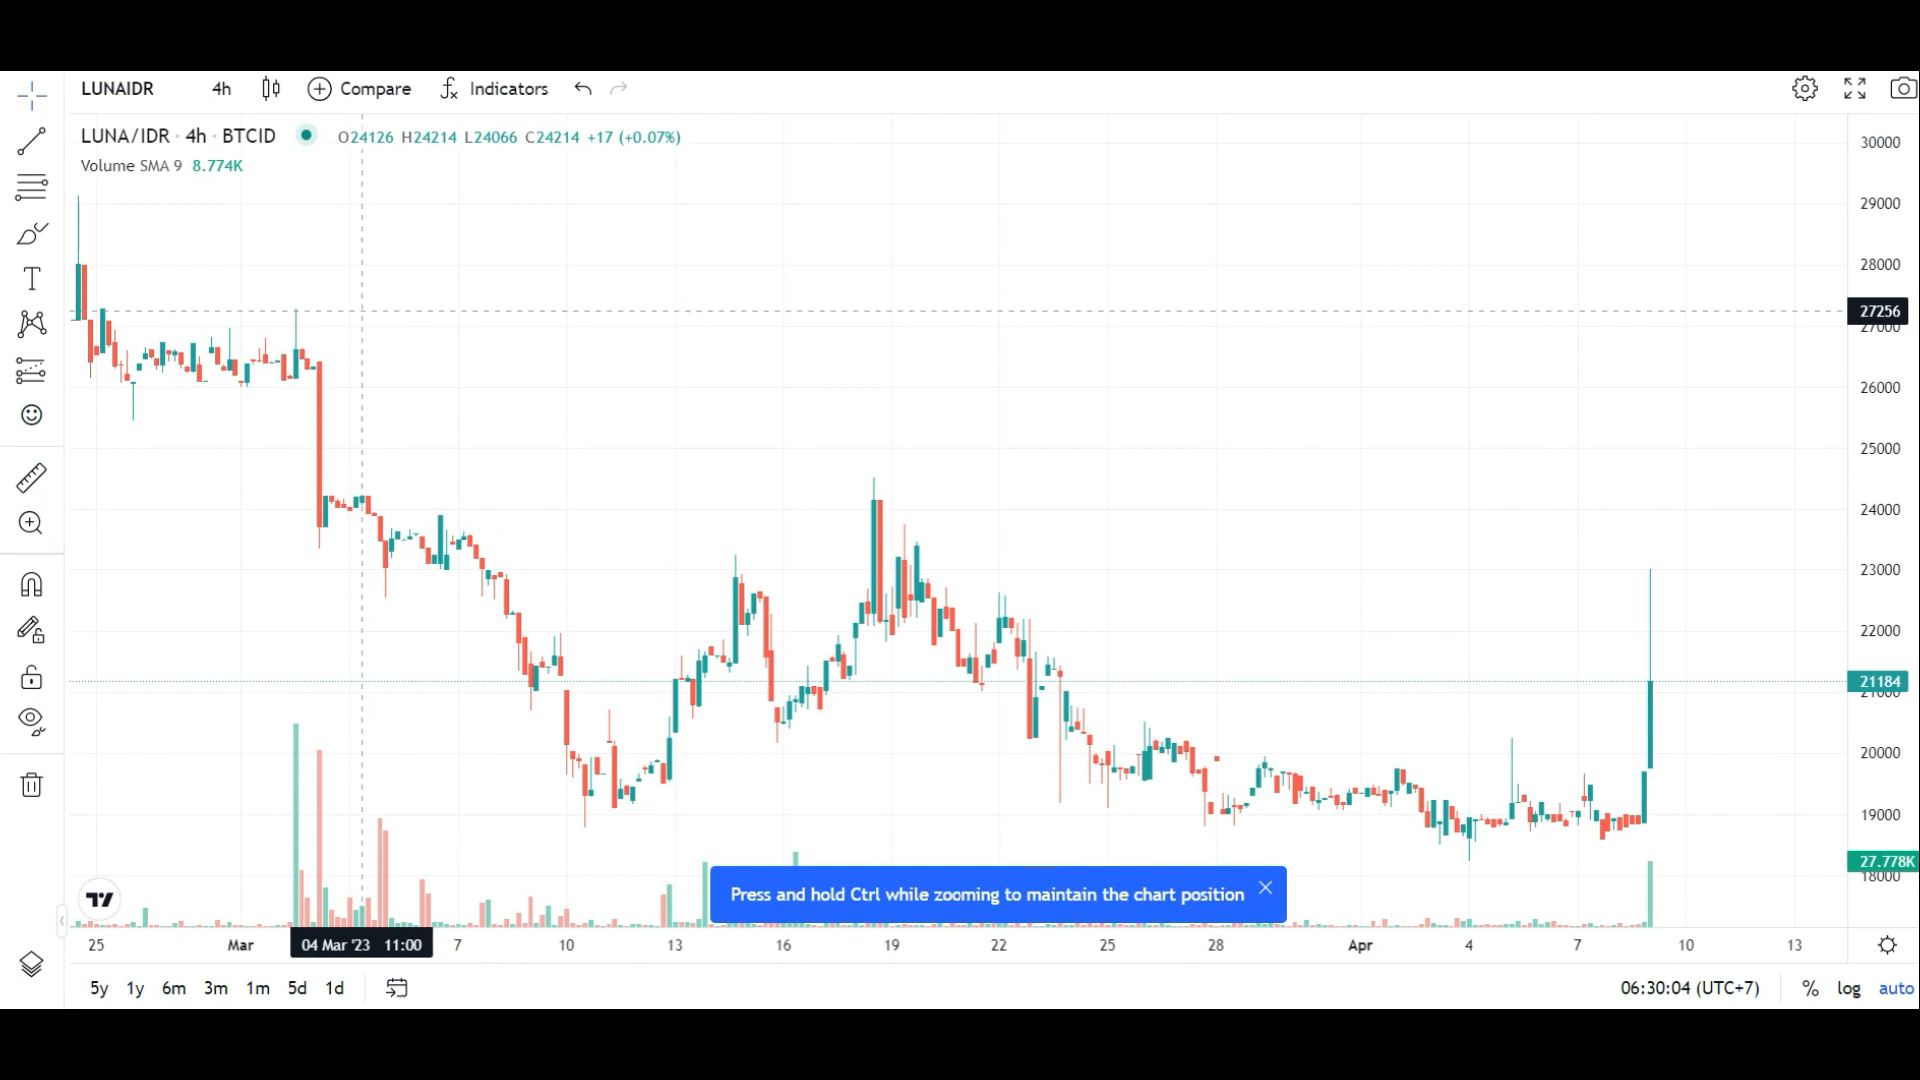 LUNAIDR 4h Compare Indicators
LUNA/IDR · 4h · BTCID O24126 H24214 L24066 C24214 +17 (+0.07%)
Volume SMA 9 8.774K
30000
29000
28000
27256
27000
26000
25000
24000
23000
22000
21184
21000
20000
19000
27.778K
18000
Press and hold Ctrl while zooming to maintain the chart position
25 Mar 04 Mar '23 11:00 7 10 13 16 19 22 25 28 Apr 4 7 10 13
5y 1y 6m 3m 1m 5d 1d 06:30:04 (UTC+7) % log auto